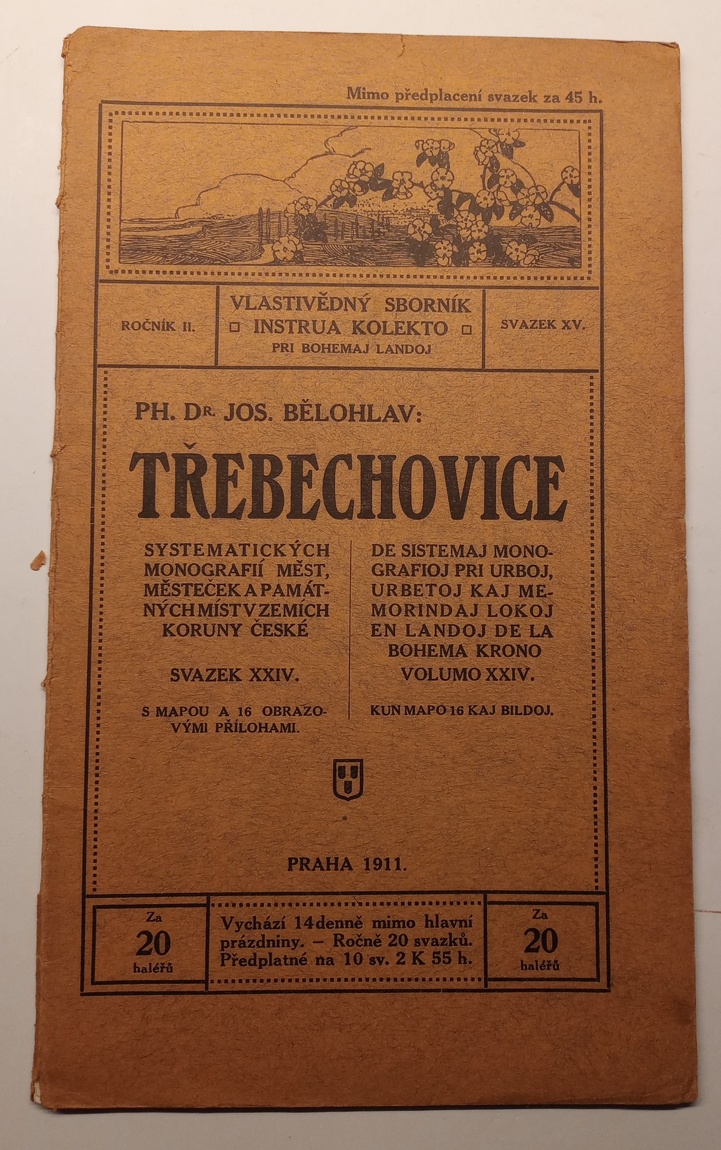 Mimo předplacení svazek za 45 h.
ROČNÍK II.
VLASTIVĚDNÝ SBORNÍK
INSTRUA KOLEKTO
PRI BOHEMAJ LANDOJ
SVAZEK XV.
PH. DR. JOS. BĚLOHLAV:
TŘEBECHOVICE
SYSTEMATICKÝCH
MONOGRAFIÍ MĚST,
MĚSTEČEK A PAMÁT-
NÝCH MÍST V ZEMÍCH
KORUNY ČESKÉ
SVAZEK XXIV.
S MAPOU A 16 OBRAZO-
VÝMI PŘÍLOHAMI.
DE SISTEMAJ MONO-
GRAFIOJ PRI URBOJ,
URBETOJ KAJ ME-
MORINDAJ LOKOJ
EN LANDOJ DE LA
BOHEMA KRONO
VOLUMO XXIV.
KUN MAPO 16 KAJ BILDOJ.
PRAHA 1911.
Za
20
haléřů
Vychází 14denně mimo hlavní
prázdniny. — Ročně 20 svazků.
Předplatné na 10 sv. 2 K 55 h.
Za
20
haléřů